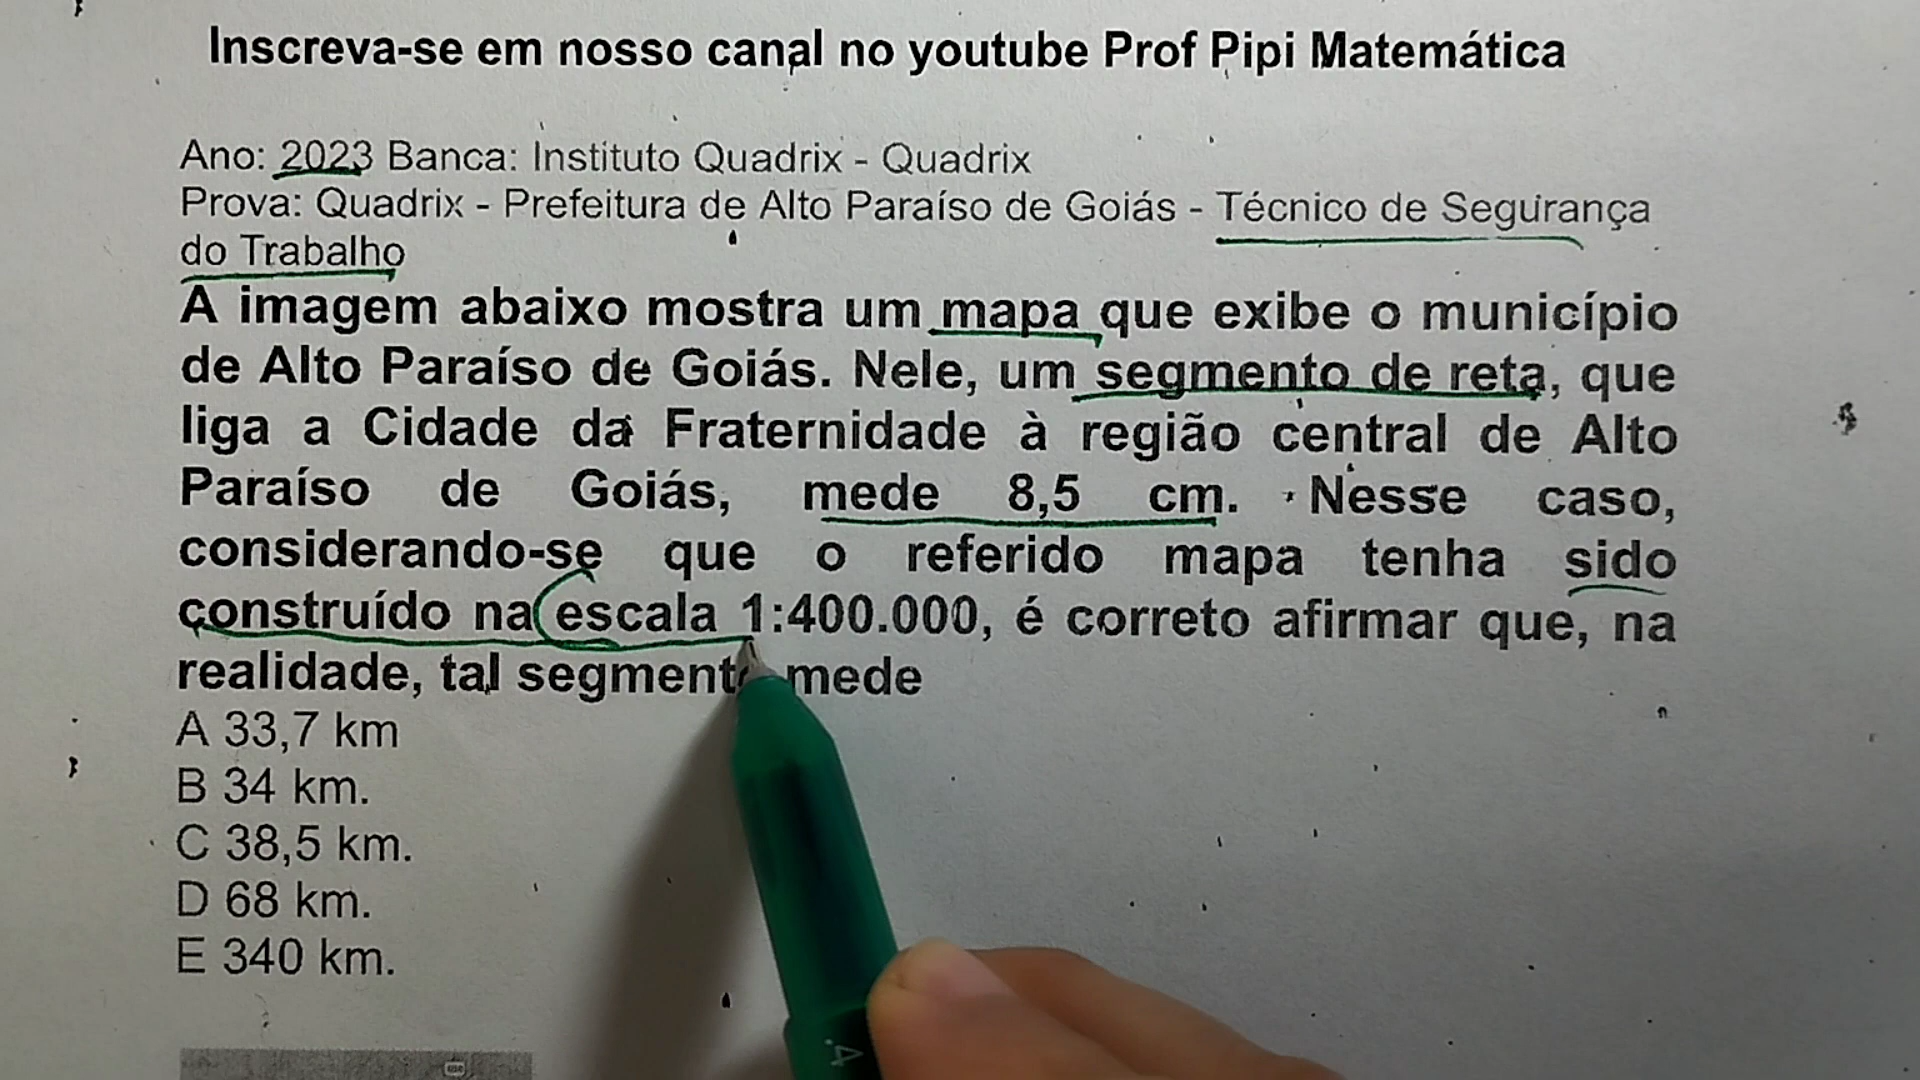 Inscreva-se em nosso canal no youtube Prof Pipi Matemática
Ano: 2023 Banca: Instituto Quadrix - Quadrix
Prova: Quadrix - Prefeitura de Alto Paraíso de Goiás - Técnico de Segurança
do Trabalho
A imagem abaixo mostra um mapa que exibe o município
de Alto Paraíso de Goiás. Nele, um segmento de reta, que
liga a Cidade da Fraternidade à região central de Alto
Paraíso de Goiás, mede 8,5 cm. Nesse caso,
considerando-se que o referido mapa tenha sido
construído na escala 1:400.000, é correto afirmar que, na
realidade, tal segmento mede
A 33,7 km
B 34 km.
C 38,5 km.
D 68 km.
E 340 km.